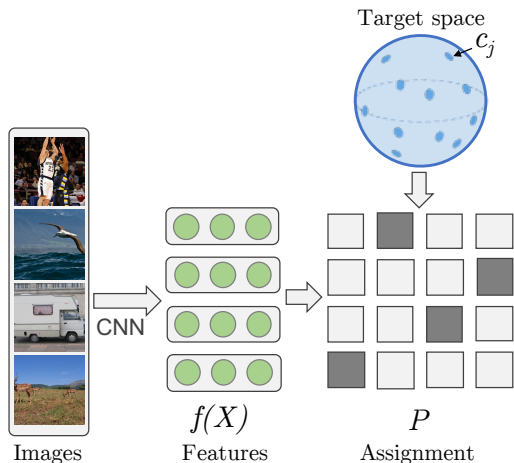 Target space
c_j
CNN
f(X)
P
Images
Features
Assignment